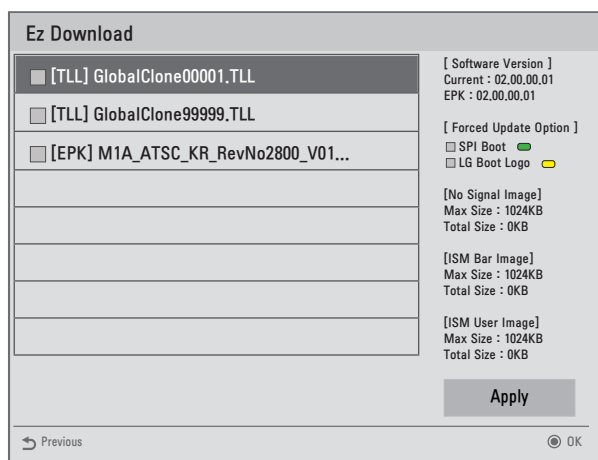 Ez Download
[TLL] GlobalClone00001.TLL
[TLL] GlobalClone99999.TLL
[EPK] M1A_ATSC_KR_RevNo2800_V01...
[ Software Version ]
Current : 02,00,00,01
EPK : 02,00,00,01
[ Forced Update Option ]
SPI Boot
LG Boot Logo
[No Signal Image]
Max Size : 1024KB
Total Size : 0KB
[ISM Bar Image]
Max Size : 1024KB
Total Size : 0KB
[ISM User Image]
Max Size : 1024KB
Total Size : 0KB
Apply
Previous
OK